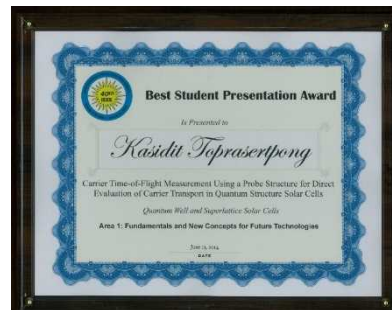 Best Student Presentation Award
Is Presented to
Kasidit Toprasertpong
Carrier Time-of-Flight Measurement Using a Probe Structure for Direct
Evaluation of Carrier Transport in Quantum Structure Solar Cells
Quantum Well and Superlattice Solar Cells
Area 1: Fundamentals and New Concepts for Future Technologies
DATE